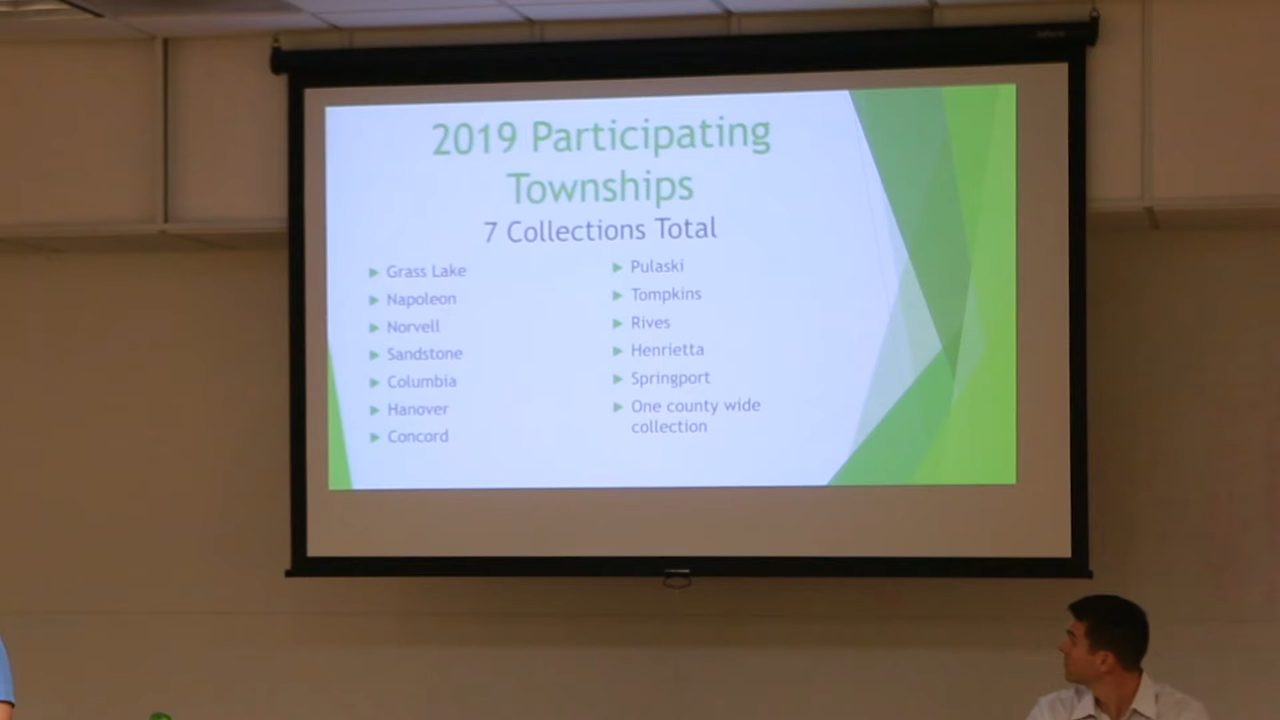 2019 Participating
Townships
7 Collections Total
Grass Lake
Napoleon
Norvell
Sandstone
Columbia
Hanover
Concord
Pulaski
Tompkins
Rives
Henrietta
Springport
One county wide
collection